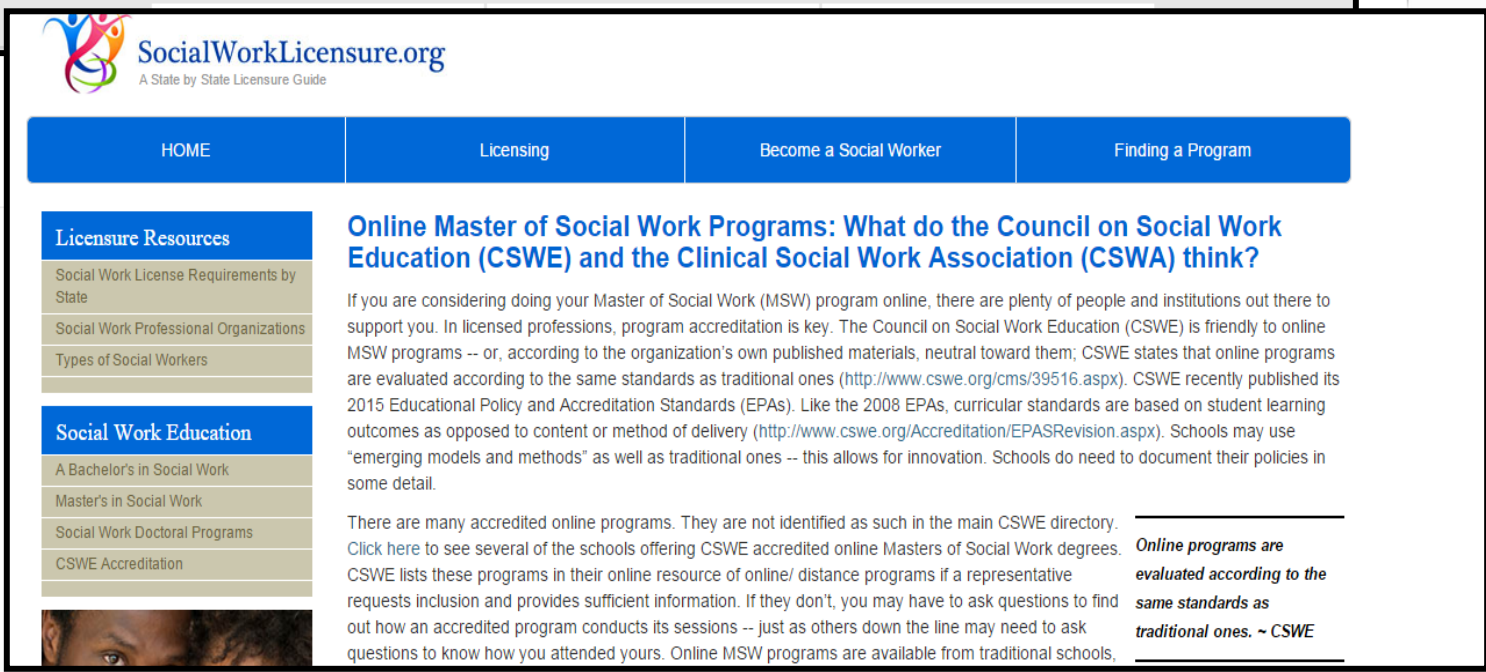 SocialWorkLicensure.org
A State by State Licensure Guide
HOME
Licensing
Become a Social Worker
Finding a Program
Licensure Resources
Social Work License Requirements by
State
Social Work Professional Organizations
Types of Social Workers
Social Work Education
A Bachelor's in Social Work
Master's in Social Work
Social Work Doctoral Programs
CSWE Accreditation
Online Master of Social Work Programs: What do the Council on Social Work
Education (CSWE) and the Clinical Social Work Association (CSWA) think?
If you are considering doing your Master of Social Work (MSW) program online, there are plenty of people and institutions out there to
support you. In licensed professions, program accreditation is key. The Council on Social Work Education (CSWE) is friendly to online
MSW programs -- or, according to the organization's own published materials, neutral toward them; CSWE states that online programs
are evaluated according to the same standards as traditional ones (http://www.cswe.org/cms/39516.aspx). CSWE recently published its
2015 Educational Policy and Accreditation Standards (EPAs). Like the 2008 EPAs, curricular standards are based on student learning
outcomes as opposed to content or method of delivery (http://www.cswe.org/Accreditation/EPASRevision.aspx). Schools may use
“emerging models and methods” as well as traditional ones -- this allows for innovation. Schools do need to document their policies in
some detail.
There are many accredited online programs. They are not identified as such in the main CSWE directory.
Click here to see several of the schools offering CSWE accredited online Masters of Social Work degrees.
CSWE lists these programs in their online resource of online/ distance programs if a representative
requests inclusion and provides sufficient information. If they don't, you may have to ask questions to find
out how an accredited program conducts its sessions -- just as others down the line may need to ask
questions to know how you attended yours. Online MSW programs are available from traditional schools,
Online programs are
evaluated according to the
same standards as
traditional ones. ~ CSWE